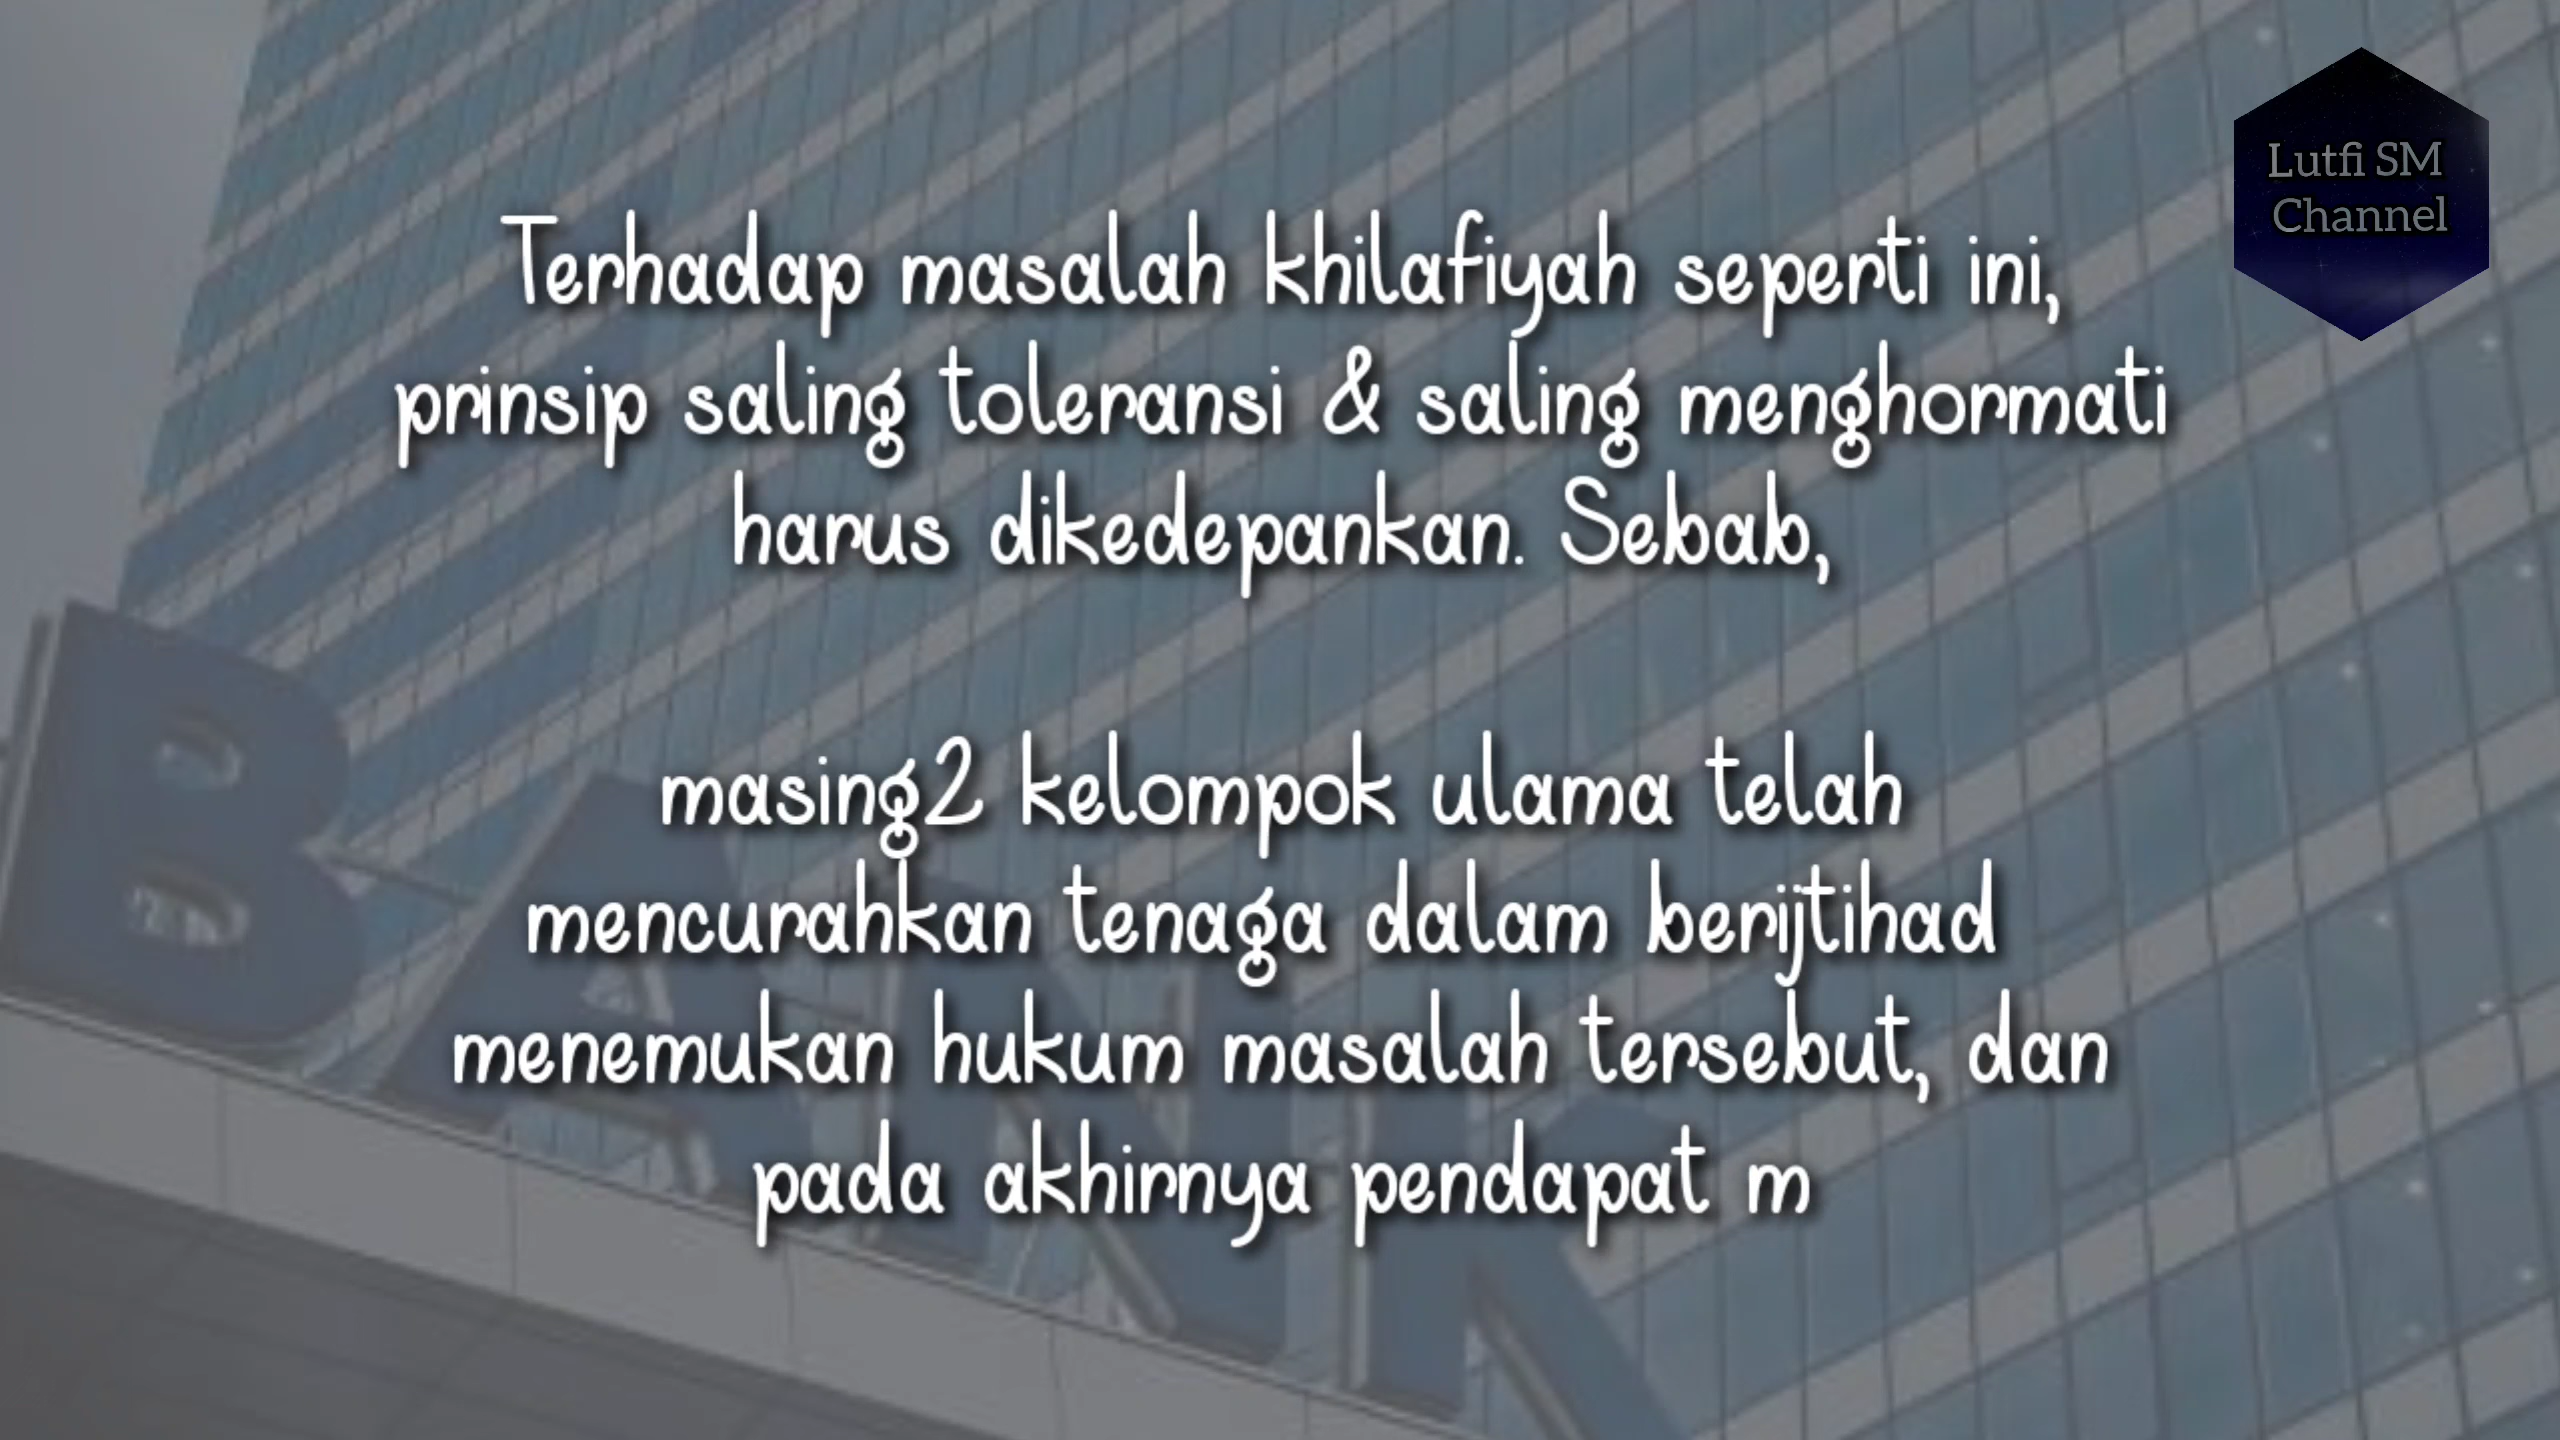 Lutfi SM
Channel
Terhadap masalah khilafiyah seperti ini,
prinsip saling toleransi & saling menghormati
harus dikedepankan. Sebab,
masing2 kelompok ulama telah
mencurahkan tenaga dalam berijtihad
menemukan hukum masalah tersebut, dan
pada akhirnya pendapat m
BANK